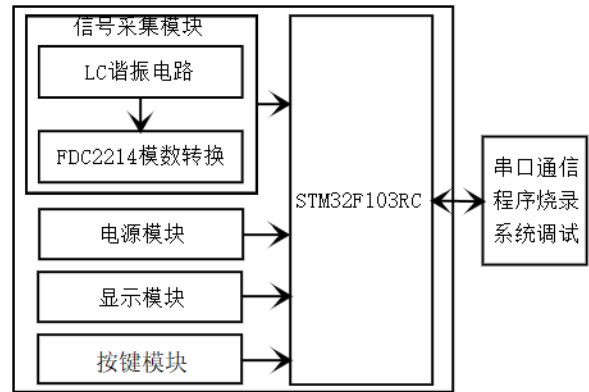 信号采集模块
LC谐振电路
FDC2214模数转换
电源模块
显示模块
按键模块
STM32F103RC
串口通信
程序烧录
系统调试